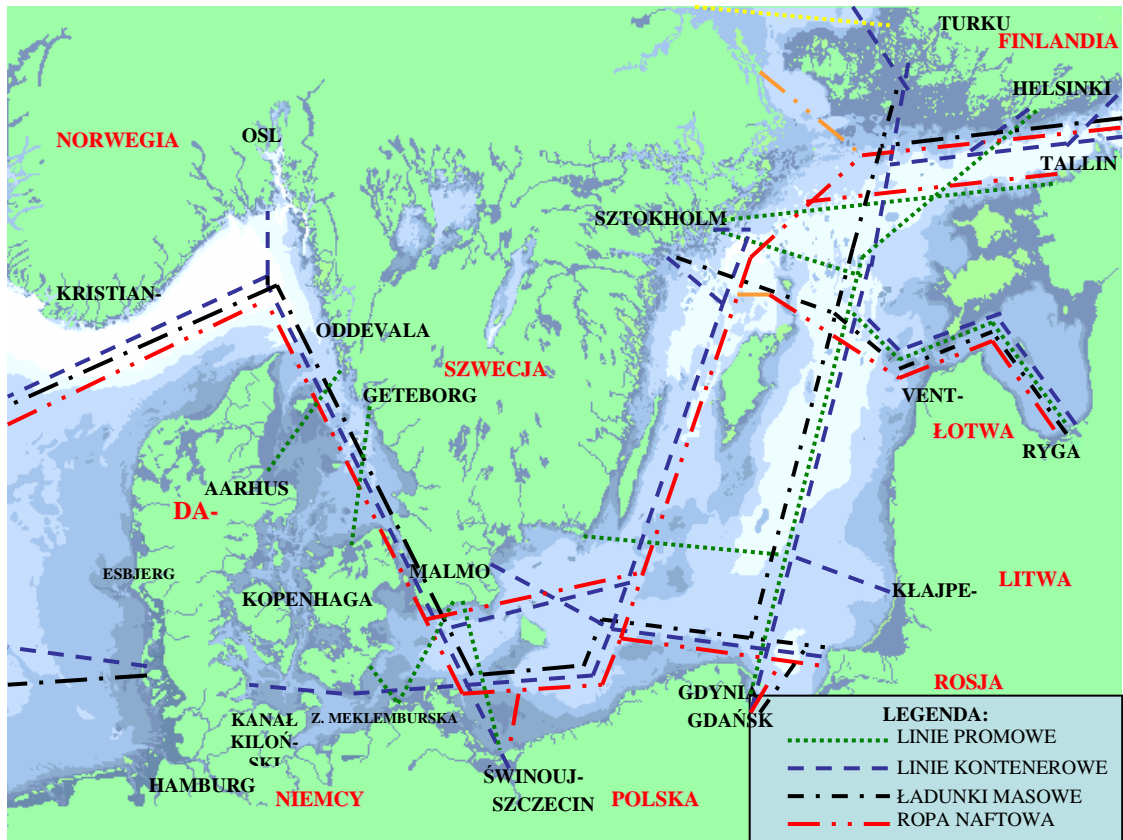 TURKU
FINLANDIA
HELSINKI
NORWEGIA
OSL
TALLIN
SZTOKHOLM
KRISTIAN-
ODDEVALA
SZWECJA
GETEBORG
VENT-
ŁOTWA
RYGA
AARHUS
DA-
ESBJERG
MALMO
KOPENHAGA
LITWA
KŁAJPE-
ROSJA
GDYNIA
GDAŃSK
Z. MEKLEMBURSKA
KANAŁ
KILOŃ-
SKI
HAMBURG
NIEMCY
ŚWINOUJ-
SZCZECIN
POLSKA
LEGENDA:
LINIE PROMOWE
LINIE KONTENEROWE
ŁADUNKI MASOWE
ROPA NAFTOWA